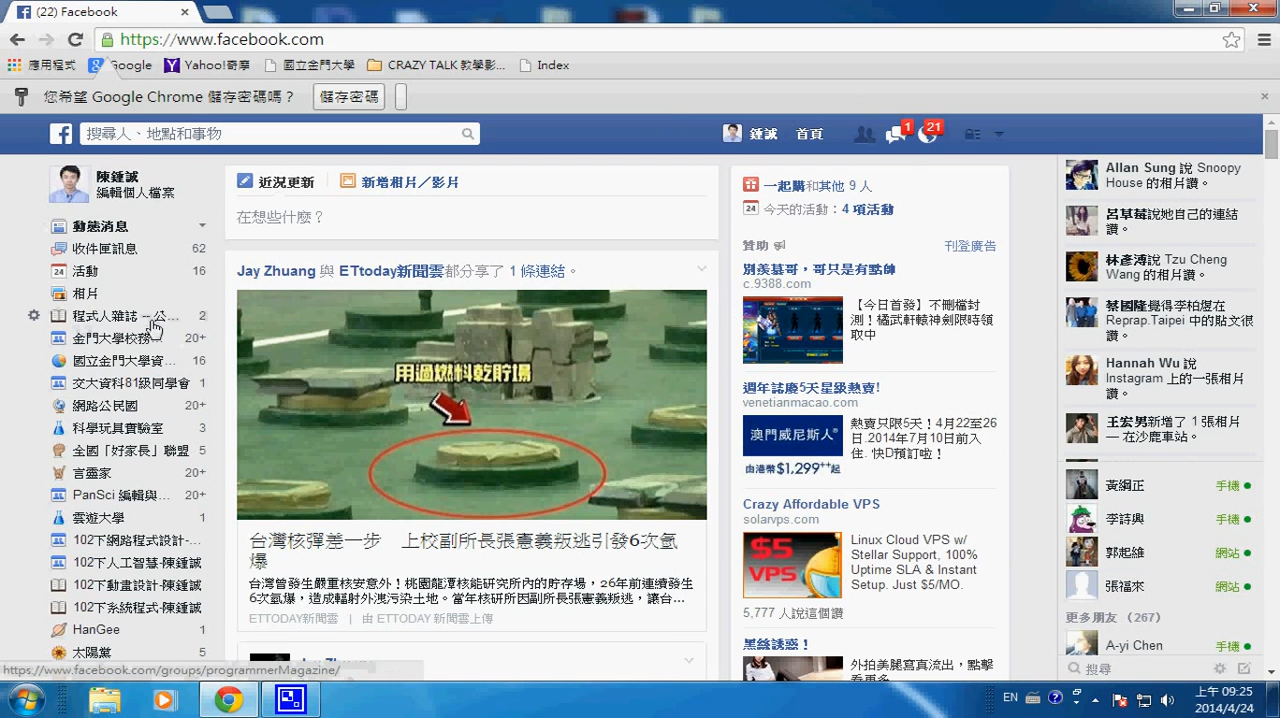 (22) Facebook
https://www.facebook.com
應用程式
Google
Yahoo!奇摩
國立金門大學
CRAZY TALK 教學影...
Index
您希望 Google Chrome 儲存密碼嗎？
儲存密碼
搜尋人、地點和事物
鍾誠
首頁
1
21
陳鍾誠
編輯個人檔案
動態消息
收件匣訊息 62
活動 16
相片
程式人雜誌 -- 公... 2
金門大學校務 20+
國立金門大學資... 16
交大資科81級同學會 1
網路公民國 20+
科學玩具實驗室 3
全國「好家長」聯盟 5
言靈家 20+
PanSci 編輯與... 20+
雲遊大學 1
102下網路程式設計-...
102下人工智慧-陳鍾誠
102下動畫設計-陳鍾誠
102下系統程式-陳鍾誠
HanGee 1
太陽黨 5
https://www.facebook.com/groups/programmerMagazine/
近況更新
新增相片／影片
在想些什麼？
Jay Zhuang 與 ETtoday新聞雲都分享了 1 條連結。
用過燃料乾貯場
台灣核彈差一步 上校副所長張憲義叛逃引發6次氫
爆
台灣曾發生嚴重核安意外！桃園龍潭核能研究所內的貯存場，26年前連續發生
6次氫爆，造成輻射外洩污染土地。當年核研所因副所長張憲義叛逃，讓台...
ETTODAY新聞雲 | 由 ETTODAY 新聞雲上傳
一起購和其他 9 人
24 今天的活動：4 項活動
贊助
刊登廣告
別羨慕哥，哥只是有點帥
c.9388.com
【今日首發】不刪檔封
測！橘武軒轅神劍限時領
取中
週年誌慶5天星級熱賣!
venetianmacao.com
澳門威尼斯人
由港幣$1,299++起
熱賣只限5天！4月22至26
日.2014年7月10日前入
住. 快D預訂啦!
Crazy Affordable VPS
solarvps.com
$5
VPS
Linux Cloud VPS w/
Stellar Support, 100%
Uptime SLA & Instant
Setup. Just $5/MO.
5,777 人說這個讚
黑絲誘惑！
外拍美麗寫真流出，點擊
Allan Sung 說 Snoopy
House 的相片讚。
呂草莓說她自己的連結
讚。
林彥溥說 Tzu Cheng
Wang 的相片讚。
蔡國隆覺得李柏燈在
Reprap.Taipei 中的貼文很
讚。
Hannah Wu 說
Instagram 上的一張相片
讚。
王宏男新增了 1 張相片
— 在沙鹿車站。
黃綱正 手機
李詩興 手機
郭起維 網站
張福來 網站
更多朋友 （267）
A-yi Chen 手機
搜尋
EN
上午 09:25
2014/4/24